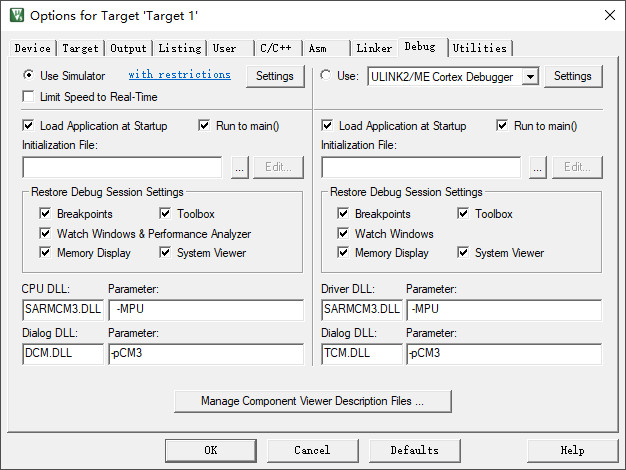 Options for Target 'Target 1'
Device Target Output Listing User C/C++ Asm Linker Debug Utilities
Use Simulator with restrictions Settings
Limit Speed to Real-Time
Load Application at Startup Run to main()
Initialization File:
... Edit...
Restore Debug Session Settings
Breakpoints Toolbox
Watch Windows & Performance Analyzer
Memory Display System Viewer
CPU DLL: Parameter:
SARMCM3.DLL -MPU
Dialog DLL: Parameter:
DCM.DLL -pCM3
Use: ULINK2/ME Cortex Debugger Settings
Load Application at Startup Run to main()
Initialization File:
... Edit...
Restore Debug Session Settings
Breakpoints Toolbox
Watch Windows
Memory Display System Viewer
Driver DLL: Parameter:
SARMCM3.DLL -MPU
Dialog DLL: Parameter:
TCM.DLL -pCM3
Manage Component Viewer Description Files ...
OK Cancel Defaults Help